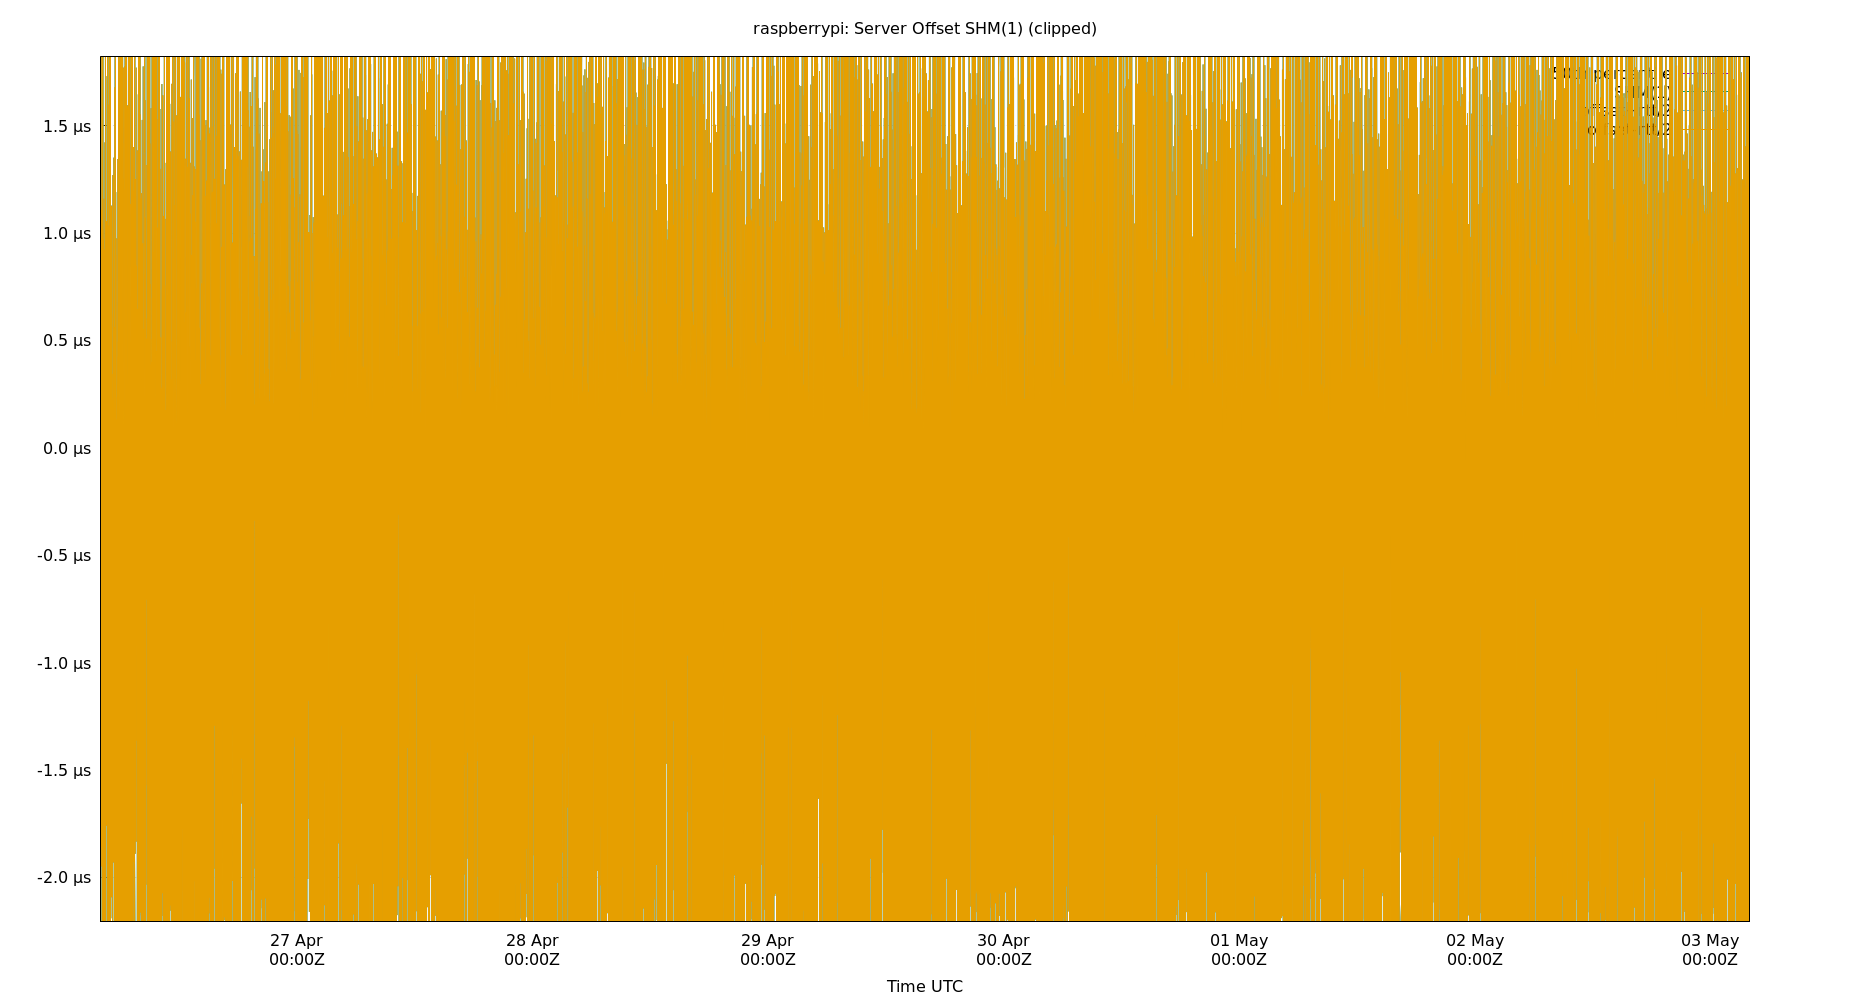 raspberrypi: Server Offset SHM(1) (clipped)
1.5 µs
1.0 µs
0.5 µs
0.0 µs
-0.5 µs
-1.0 µs
-1.5 µs
-2.0 µs
27 Apr
00:00Z
28 Apr
00:00Z
29 Apr
00:00Z
30 Apr
00:00Z
01 May
00:00Z
02 May
00:00Z
03 May
00:00Z
Time UTC